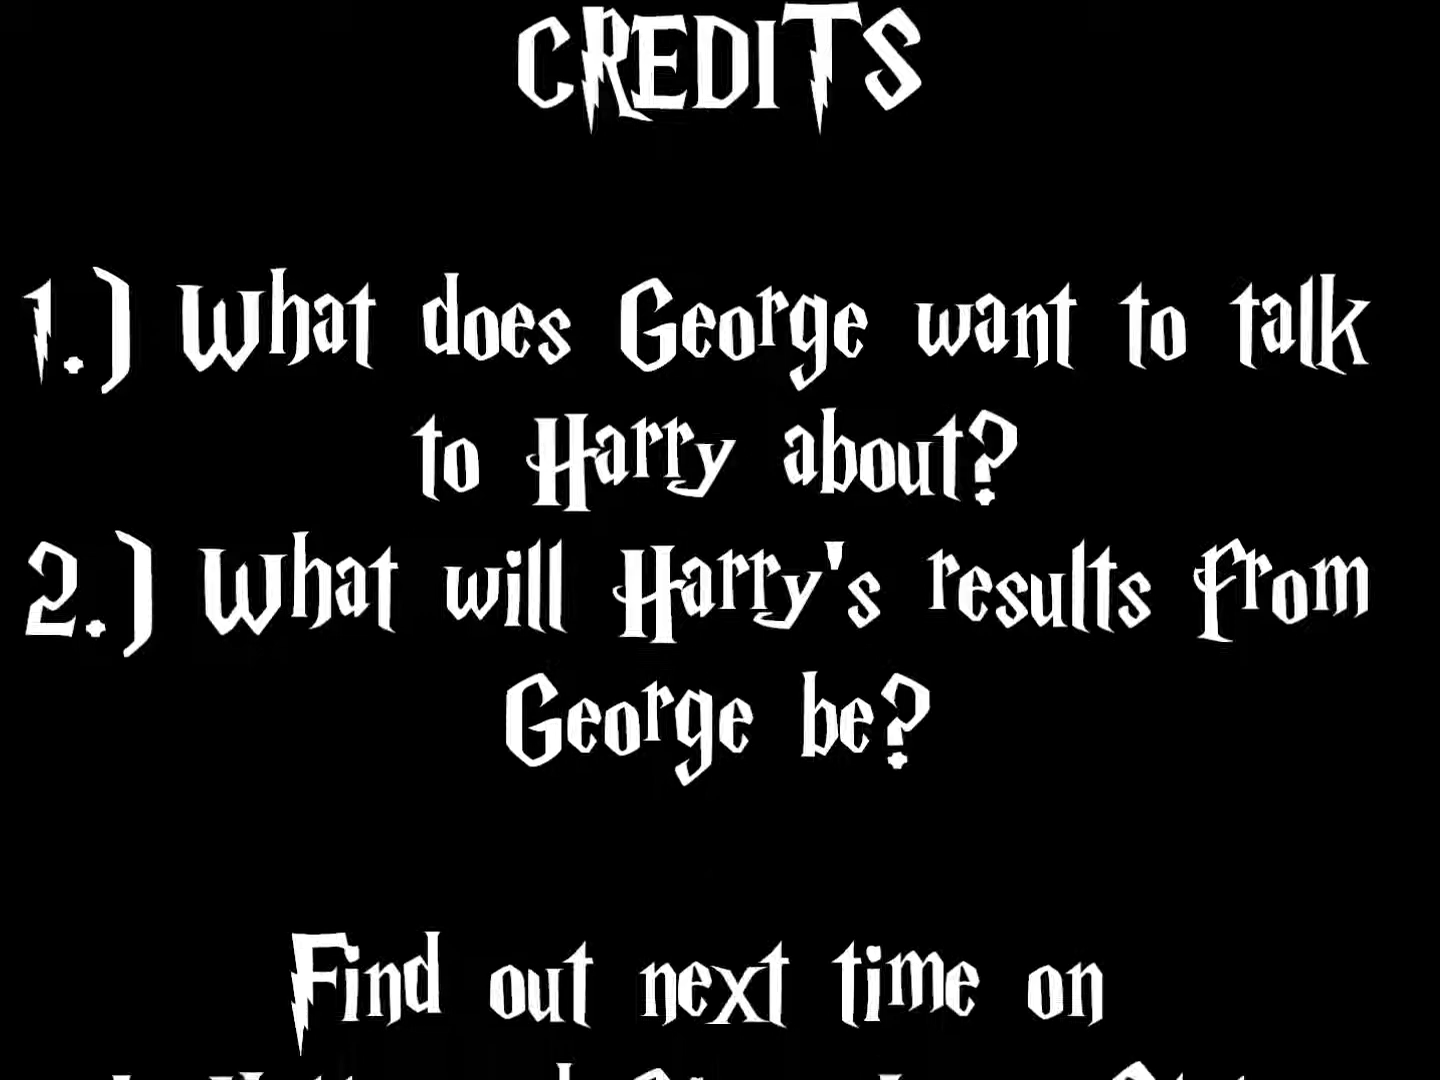 CREDITS
1.) What does George want to talk
to Harry about?
2.) What will Harry's results from
George be?
Find out next time on